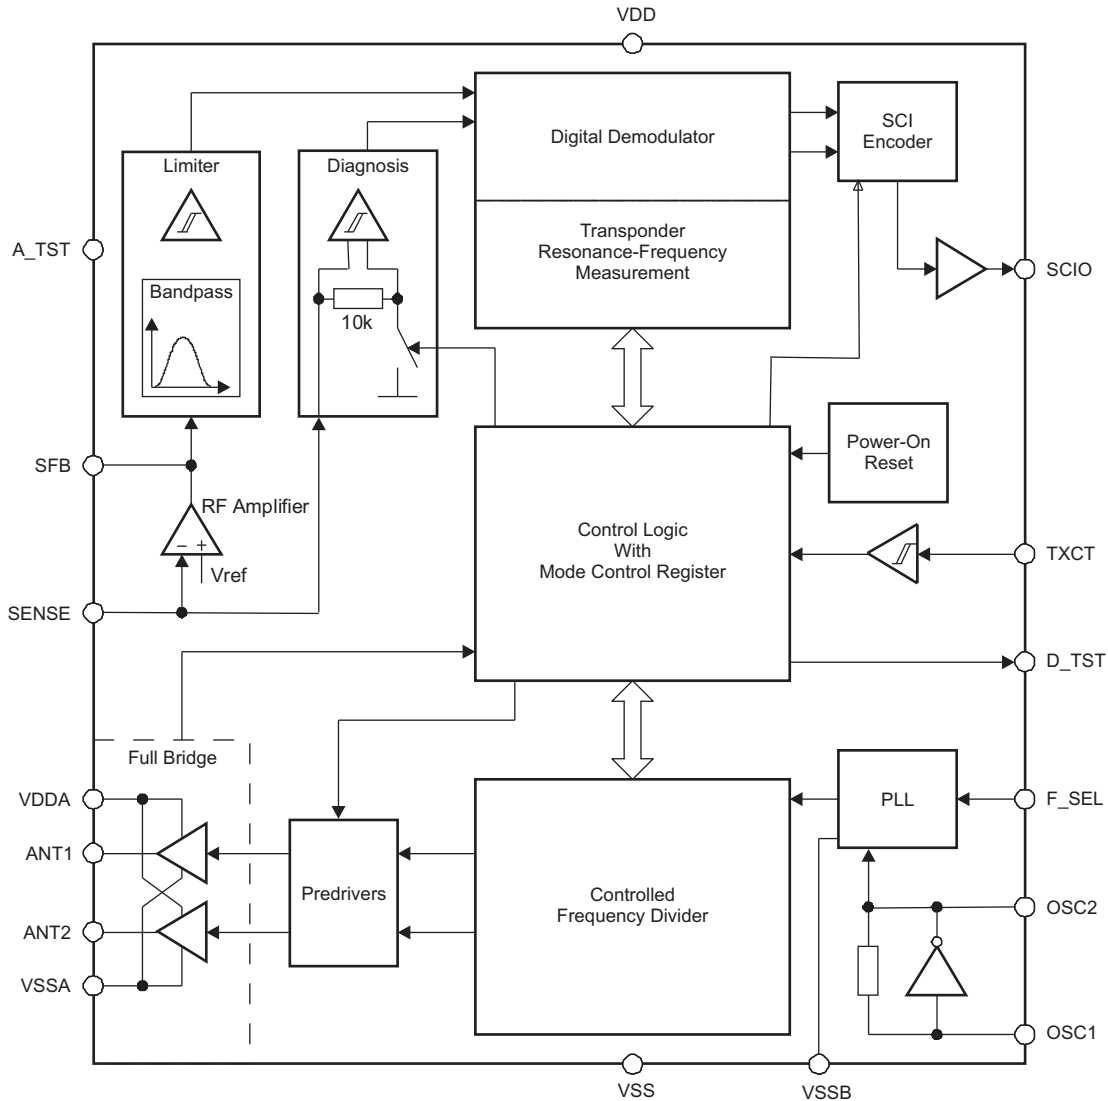 VDD
SCI
Encoder
Digital Demodulator
Limiter
Diagnosis
A_TST
Transponder
Resonance-Frequency
Measurement
SCIO
Bandpass
10k
Power-On
Reset
SFB
RF Amplifier
− +
Vref
Control Logic
With
Mode Control Register
TXCT
SENSE
D_TST
Full Bridge
VDDA
PLL
F_SEL
ANT1
Predrivers
Controlled
Frequency Divider
OSC2
ANT2
VSSA
OSC1
VSS
VSSB